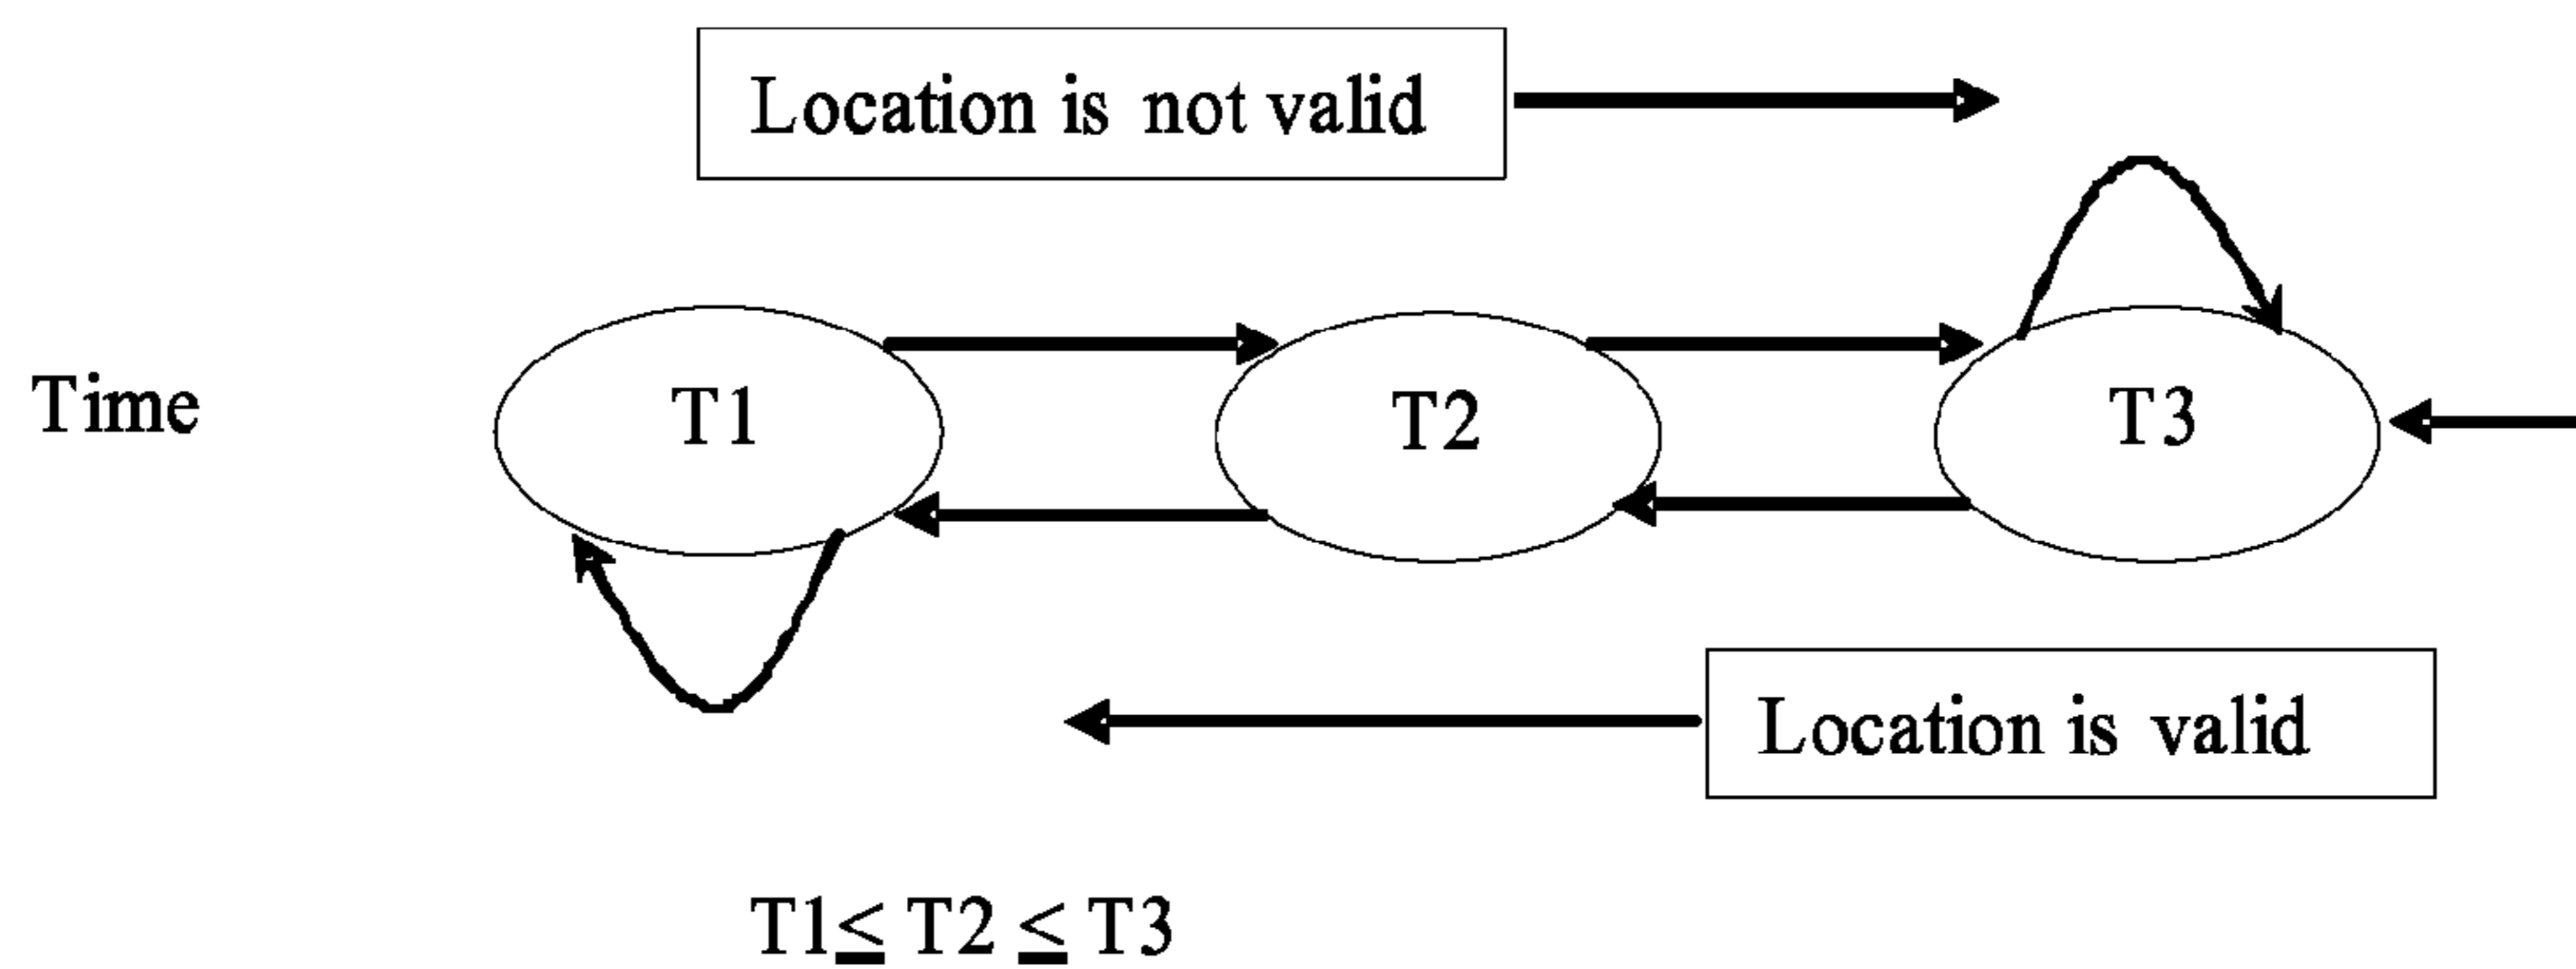 Location is not valid
Time
T1
T2
T3
Location is valid
T1≤ T2 ≤ T3